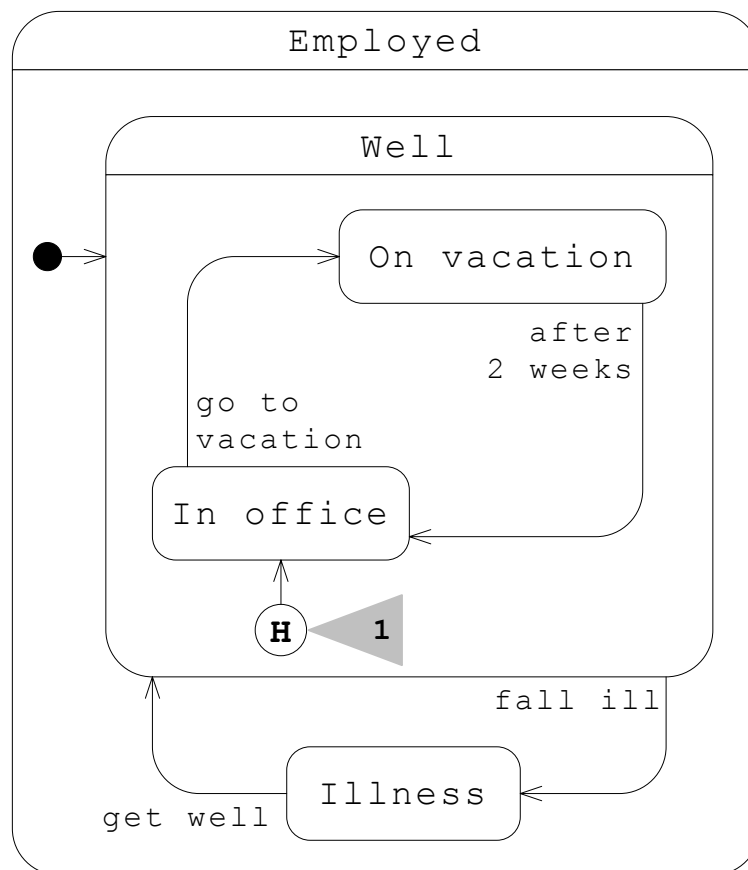 Employed
Well
On vacation
after
2 weeks
go to
vacation
In office
H
1
fall ill
Illness
get well